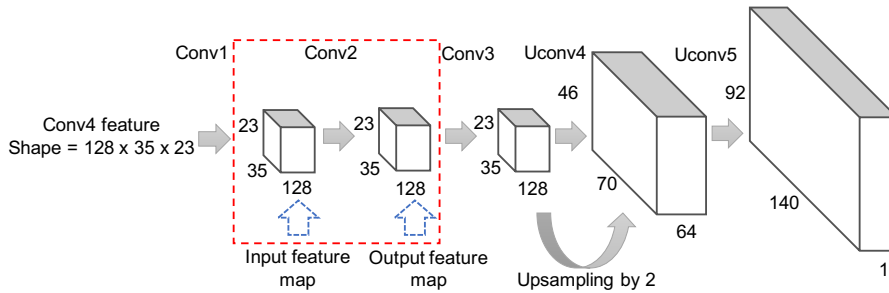 Conv1
Conv2
Conv3
Uconv4
Uconv5
Conv4 feature
Shape = 128 x 35 x 23
23
35
128
23
35
128
23
35
128
46
70
64
92
140
1
Input feature
map
Output feature
map
Upsampling by 2